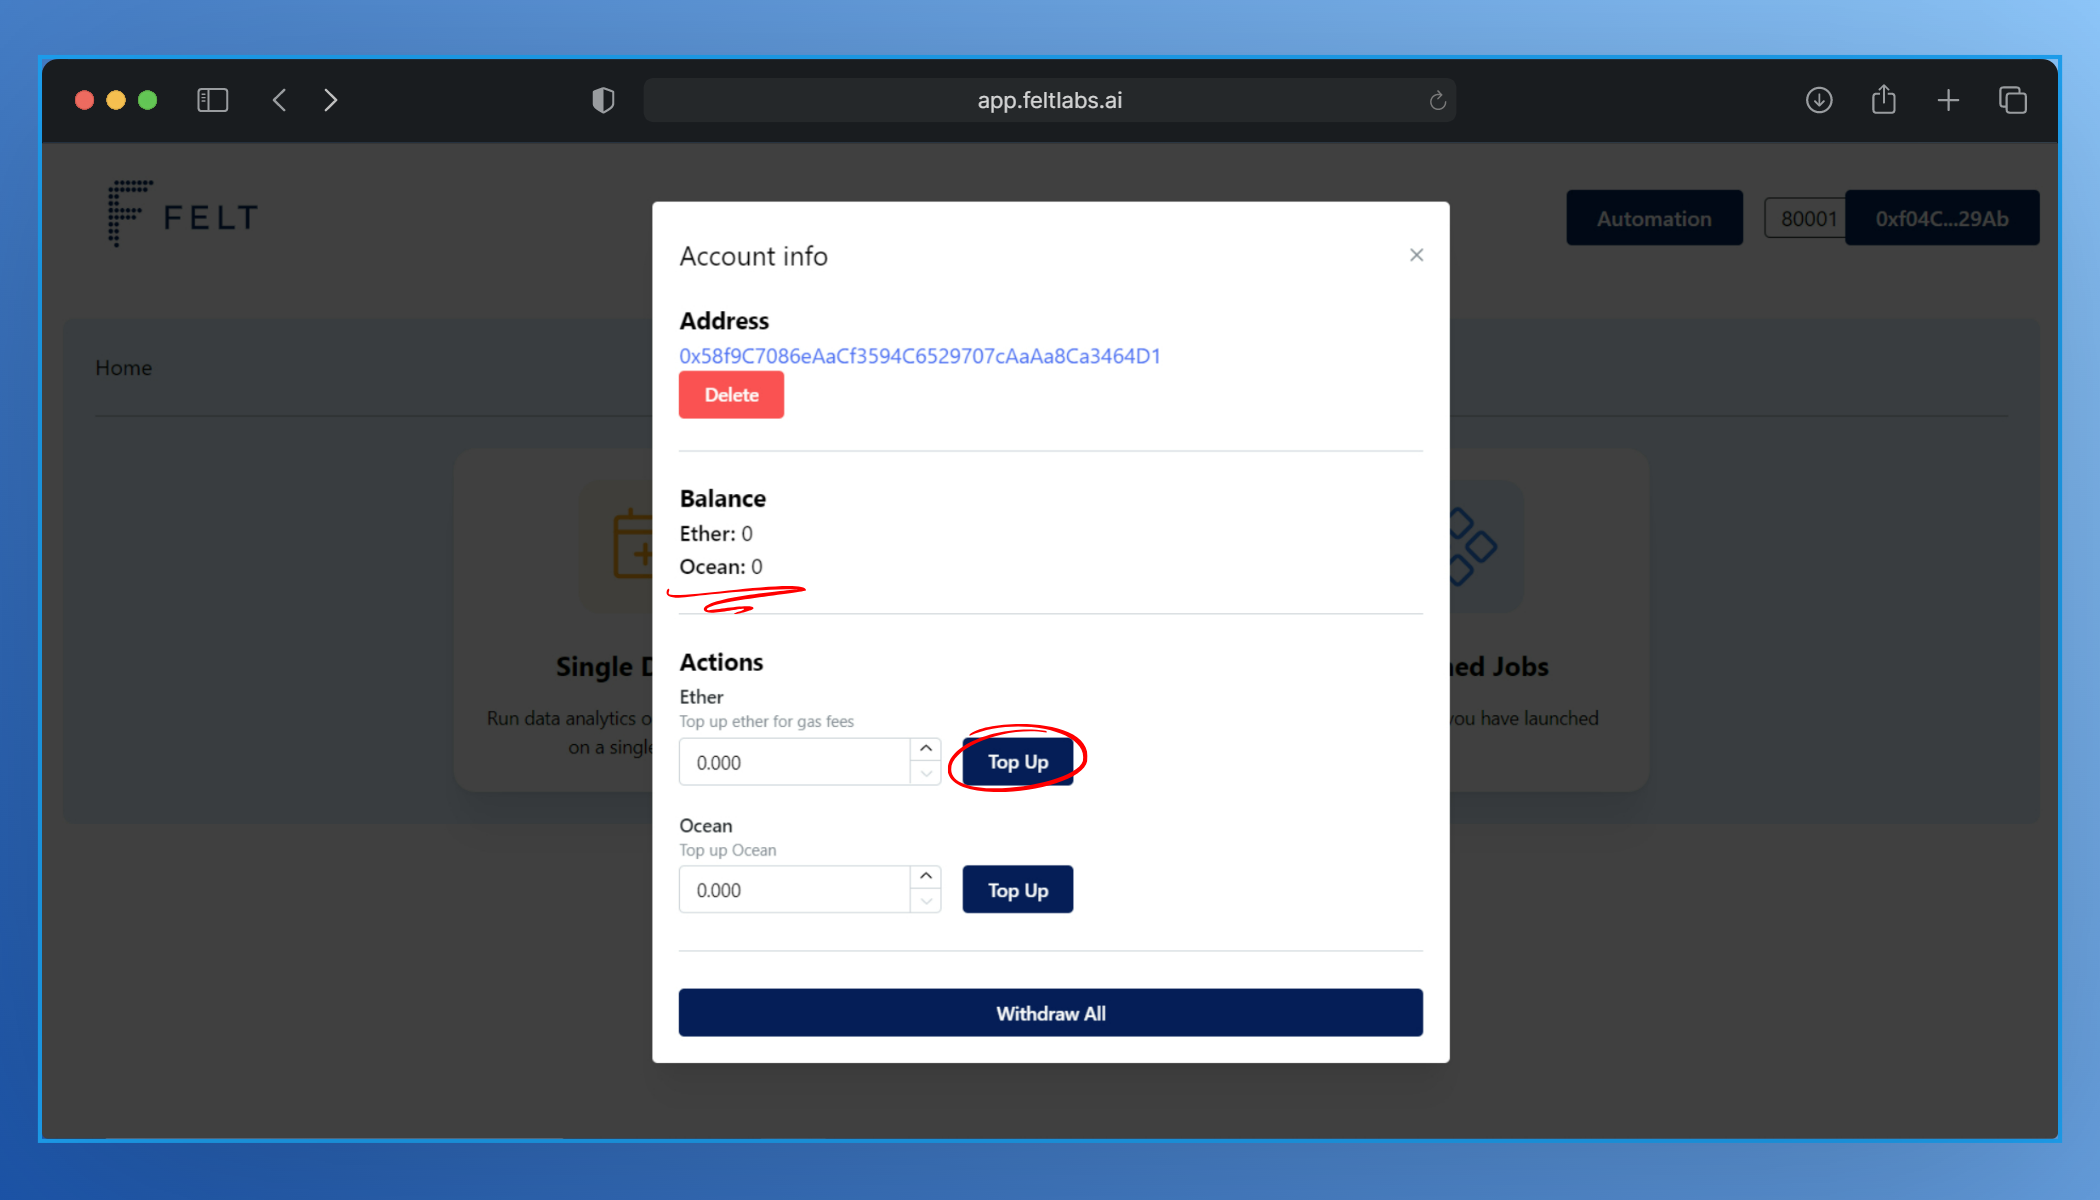 app.feltlabs.ai
FELT
Automation
80001
0xf04C...29Ab
Home
Account info
Address
0x58f9C7086eAaCf3594C6529707cAaAa8Ca3464D1
Delete
Balance
Ether: 0
Ocean: 0
Actions
Ether
Top up ether for gas fees
0.000
Top Up
Ocean
Top up Ocean
0.000
Top Up
Withdraw All
Single
Run data analytics
on a single
Jobs
you have launched